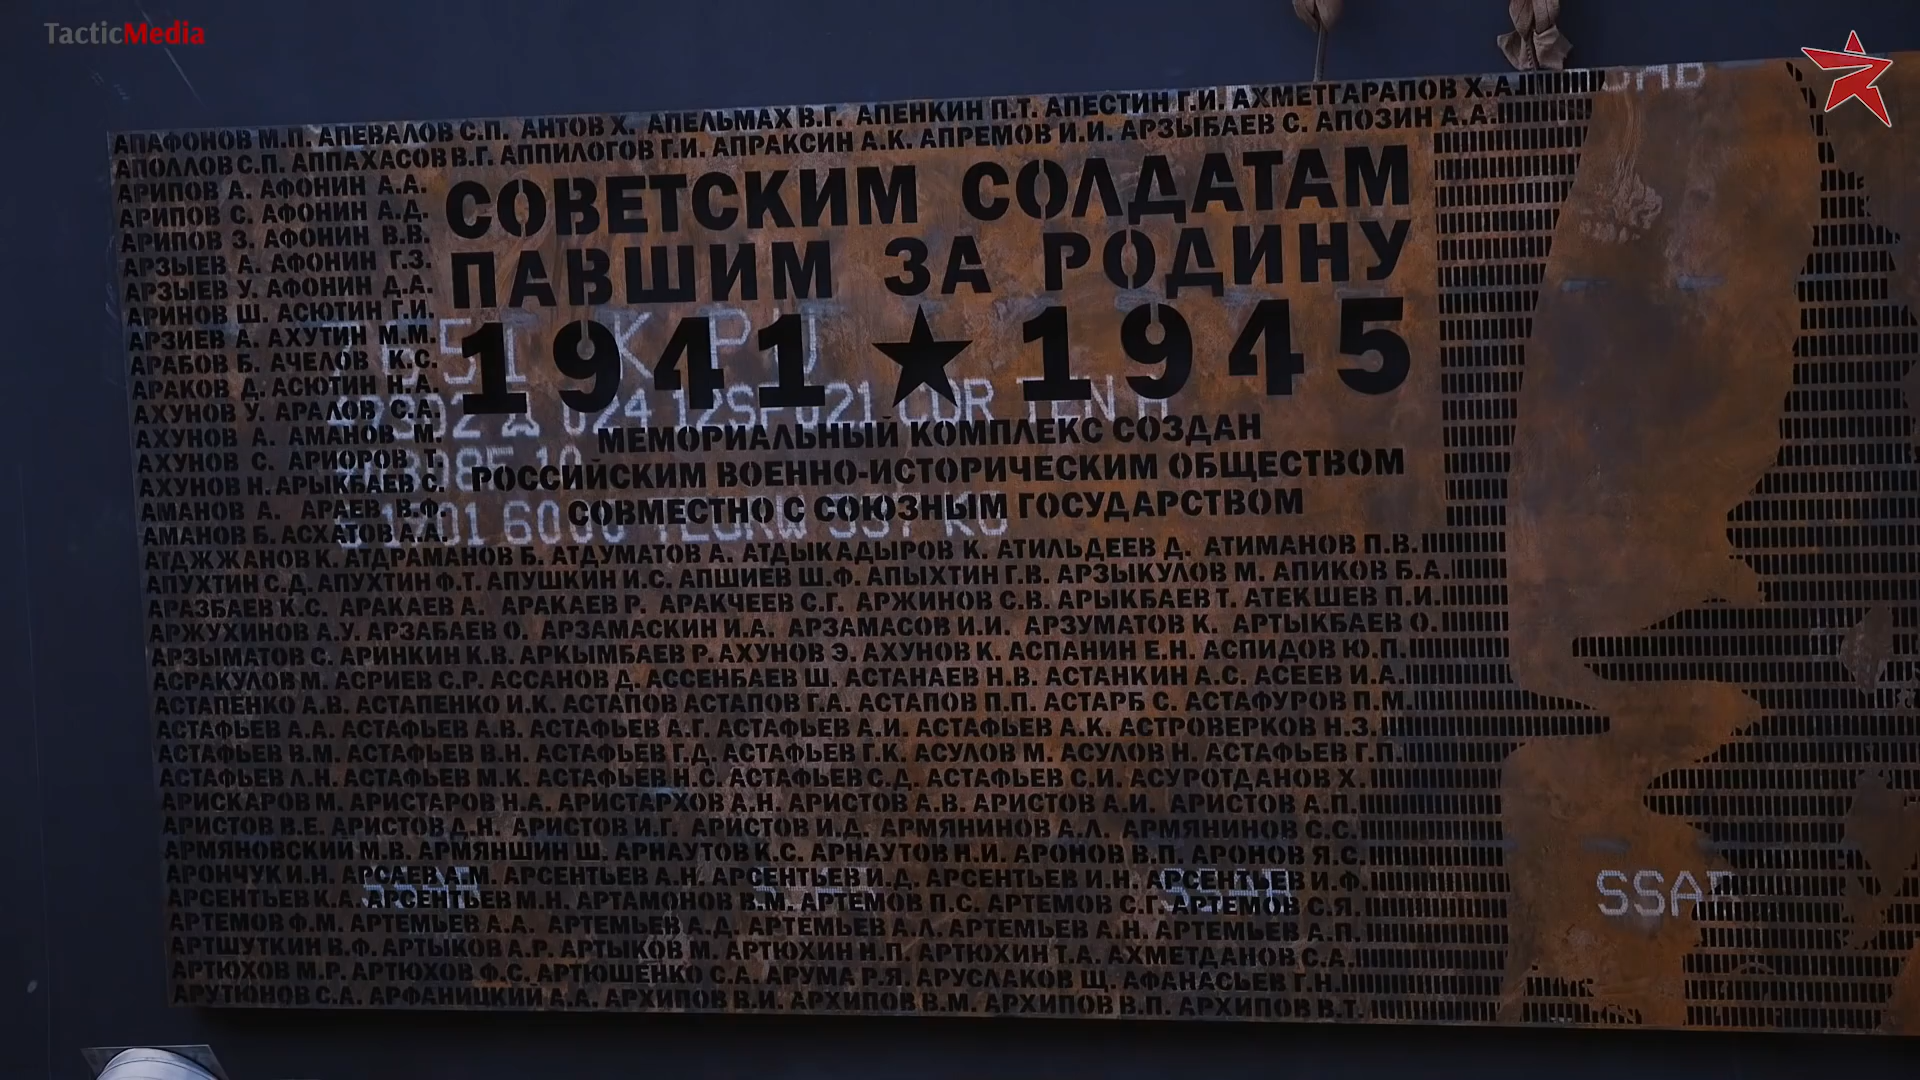 TacticMedia
АПАФОНОВ М.П. АПЕВАЛОВ С.П. АНТОВ Х. АПЕЛЬМАХ В.Г. АПЕНКИН П.Т. АПЕСТИН Г.И. АХМЕТГАРАПОВ Х.А.
АПОЛЛОВ С.П. АППАХАСОВ В.Г. АППИЛОГОВ Г.И. АПРАКСИН А.К. АПРЕМОВ И.И. АРЗЫБАЕВ С. АПОЗИН А.А.
АРИПОВ А. АФОНИН А.А.
АРИПОВ С. АФОНИН А.Д.
АРИПОВ З. АФОНИН В.В.
АРЗЫЕВ А. АФОНИН Г.З.
АРЗЫЕВ У. АФОНИН Д.А.
АРИНОВ Ш. АСЮТИН Г.И.
АРЗИЕВ А. АХУТИН М.М.
АРАБОВ Б. АЧЕЛОВ К.С.
АРАКОВ Д. АСЮТИН Н.А.
АХУНОВ У. АРАЛОВ С.А.
АХУНОВ А. АМАНОВ М.
АХУНОВ С. АРИОРОВ Т.
АХУНОВ Н. АРЫКБАЕВ С.
АМАНОВ А. АРАЕВ В.Ф.
АМАНОВ Б. АСХАТОВ А.А.
СОВЕТСКИМ СОЛДАТАМ
ПАВШИМ ЗА РОДИНУ
1941 ★ 1945
МЕМОРИАЛЬНЫЙ КОМПЛЕКС СОЗДАН
РОССИЙСКИМ ВОЕННО-ИСТОРИЧЕСКИМ ОБЩЕСТВОМ
СОВМЕСТНО С СОЮЗНЫМ ГОСУДАРСТВОМ
АТДЖЖАНОВ К. АТДРАМАНОВ Б. АТДУМАТОВ А. АТДЫКАДЫРОВ К. АТИЛЬДЕЕВ Д. АТИМАНОВ П.В.
АПУХТИН С.Д. АПУХТИН Ф.Т. АПУШКИН И.С. АПШИЕВ Ш.Ф. АПЫХТИН Г.В. АРЗЫКУЛОВ М. АПИКОВ Б.А.
АРАЗБАЕВ К.С. АРАКАЕВ А. АРАКАЕВ Р. АРАКЧЕЕВ С.Г. АРЖИНОВ С.В. АРЫКБАЕВ Т. АТЕКШЕВ П.И.
АРЖУХИНОВ А.У. АРЗАБАЕВ О. АРЗАМАСКИН И.А. АРЗАМАСОВ И.И. АРЗУМАТОВ К. АРТЫКБАЕВ О.
АРЗЫМАТОВ С. АРИНКИН К.В. АРКЫМБАЕВ Р. АХУНОВ Э. АХУНОВ К. АСПАНИН Е.Н. АСПИДОВ Ю.П.
АСРАКУЛОВ М. АСРИЕВ С.Р. АССАНОВ Д. АССЕНБАЕВ Ш. АСТАНАЕВ Н.В. АСТАНКИН А.С. АСЕЕВ И.А.
АСТАПЕНКО А.В. АСТАПЕНКО И.К. АСТАПОВ АСТАПОВ Г.А. АСТАПОВ П.П. АСТАРБ С. АСТАФУРОВ П.М.
АСТАФЬЕВ А.А. АСТАФЬЕВ А.В. АСТАФЬЕВ А.Г. АСТАФЬЕВ А.И. АСТАФЬЕВ А.К. АСТРОВЕРКОВ Н.З.
АСТАФЬЕВ В.М. АСТАФЬЕВ В.Н. АСТАФЬЕВ Г.Д. АСТАФЬЕВ Г.К. АСУЛОВ М. АСУЛОВ Н. АСТАФЬЕВ Г.П.
АСТАФЬЕВ Л.Н. АСТАФЬЕВ М.К. АСТАФЬЕВ Н.С. АСТАФЬЕВ С.Д. АСТАФЬЕВ С.И. АСУРОТДАНОВ Х.
АРИСКАРОВ М. АРИСТАРОВ Н.А. АРИСТАРХОВ А.Н. АРИСТОВ А.В. АРИСТОВ А.И. АРИСТОВ А.П.
АРИСТОВ В.Е. АРИСТОВ Д.Н. АРИСТОВ И.Г. АРИСТОВ И.Д. АРМЯНИНОВ А.Л. АРМЯНИНОВ С.С.
АРМЯНОВСКИЙ М.В. АРМЯНШИН Ш. АРНАУТОВ К.С. АРНАУТОВ Н.И. АРОНОВ В.П. АРОНОВ Я.С.
АРОНЧУК И.Н. АРСАЕВ А.М. АРСЕНТЬЕВ А.Н. АРСЕНТЬЕВ И.Д. АРСЕНТЬЕВ И.Н. АРСЕНТЬЕВ И.Ф.
АРСЕНТЬЕВ К.А. АРСЕНТЬЕВ М.Н. АРТАМОНОВ В.М. АРТЕМОВ П.С. АРТЕМОВ С.Г. АРТЕМОВ С.Я.
АРТЕМОВ Ф.М. АРТЕМЬЕВ А.А. АРТЕМЬЕВ А.Д. АРТЕМЬЕВ А.Л. АРТЕМЬЕВ А.Н. АРТЕМЬЕВ А.П.
АРТШУТКИН В.Ф. АРТЫКОВ А.Р. АРТЫКОВ М. АРТЮХИН Н.П. АРТЮХИН Т.А. АХМЕТДАНОВ С.А.
АРТЮХОВ М.Р. АРТЮХОВ Ф.С. АРТЮШЕНКО С.А. АРУМА Р.Я. АРУСЛАКОВ Щ. АФАНАСЬЕВ Г.Н.
АРУТЮНОВ С.А. АРФАНИЦКИЙ А.А. АРХИПОВ В.И. АРХИПОВ В.М. АРХИПОВ В.П. АРХИПОВ В.Т.
SSAB